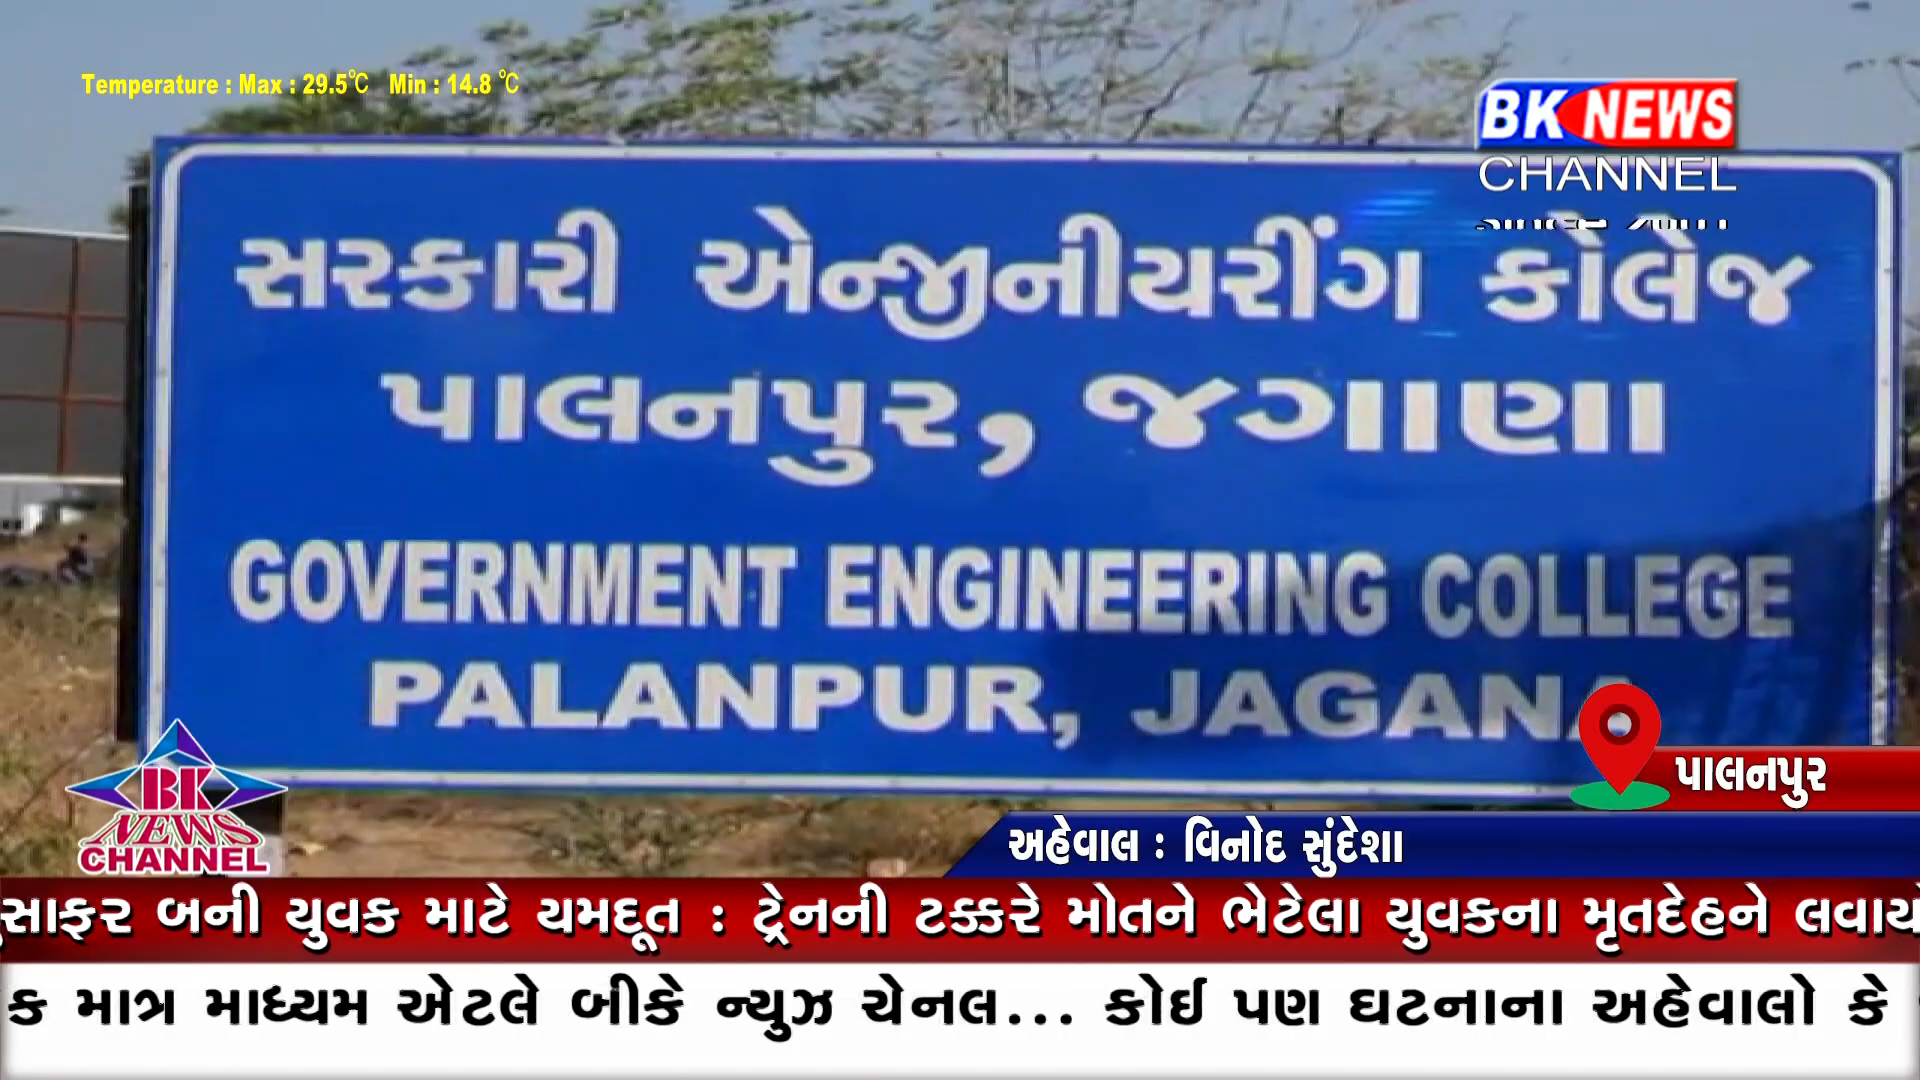 Temperature : Max : 29.5℃ Min : 14.8 ℃
BK NEWS
CHANNEL
સરકારી એન્જીનીયરીંગ કોલેજ
પાલનપુર, જગાણા
GOVERNMENT ENGINEERING COLLEGE
PALANPUR, JAGANA
પાલનપુર
BK
NEWS
CHANNEL
અહેવાલ : વિનોદ સુંદેશા
બની યુવક માટે યમદૂત : ટ્રેનની ટક્કરે મોતને ભેટેલા યુવકના મૃતદેહને
માત્ર માધ્યમ એટલે બીકે ન્યુઝ ચેનલ... કોઈ પણ ઘટનાના અહેવાલો કે